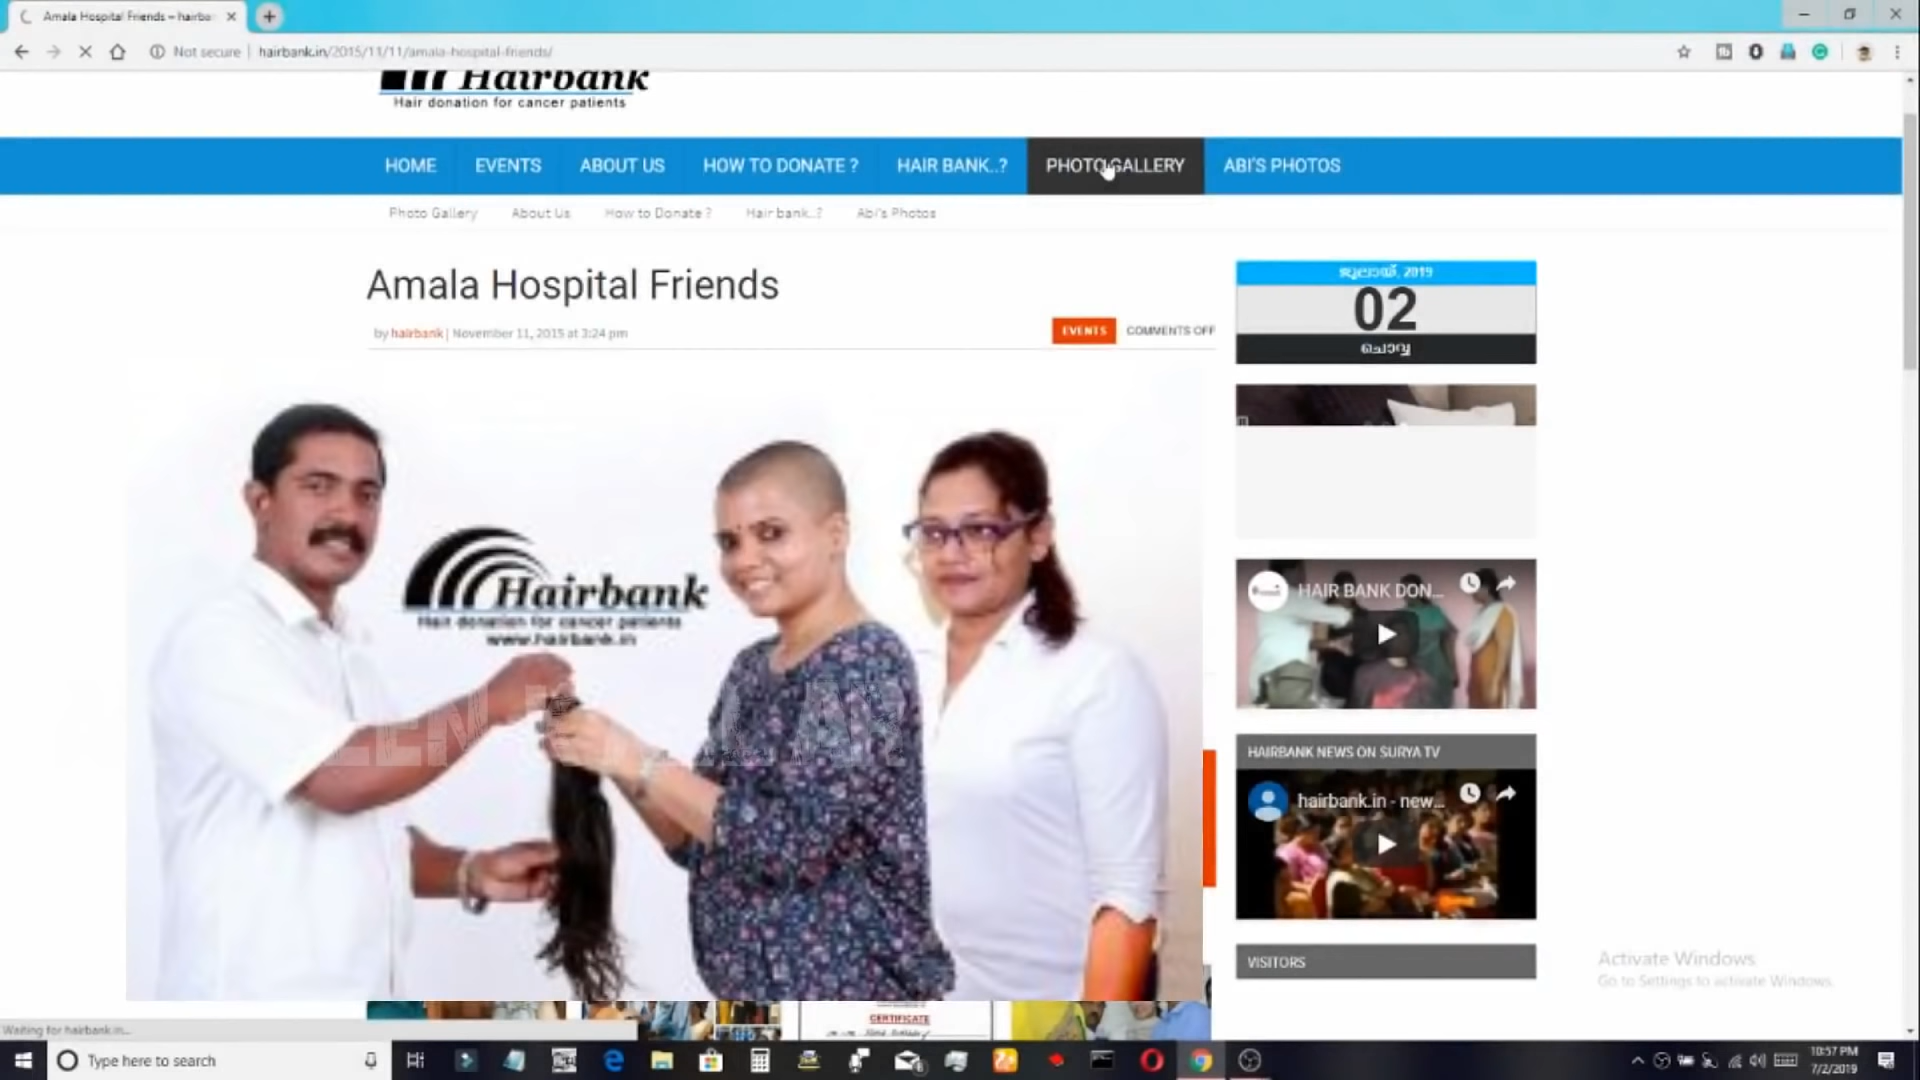 Amala Hospital Friends – hairba
Not secure | hairbank.in/2015/11/11/amala-hospital-friends/
Hairbank
Hair donation for cancer patients
HOME EVENTS ABOUT US HOW TO DONATE ? HAIR BANK..? PHOTO GALLERY ABI'S PHOTOS
Photo Gallery About Us How to Donate ? Hair bank..? Abi's Photos
Amala Hospital Friends
by hairbank | November 11, 2015 at 3:24 pm
EVENTS COMMENTS OFF
ജൂലായ്, 2019
02
ചൊവ്വ
Hairbank
Hair donation for cancer patients
www.hairbank.in
HAIR BANK DON...
HAIRBANK NEWS ON SURYA TV
hairbank.in - new...
VISITORS
CERTIFICATE
Activate Windows
Go to Settings to activate Windows.
Waiting for hairbank.in...
Type here to search
10:57 PM
7/2/2019